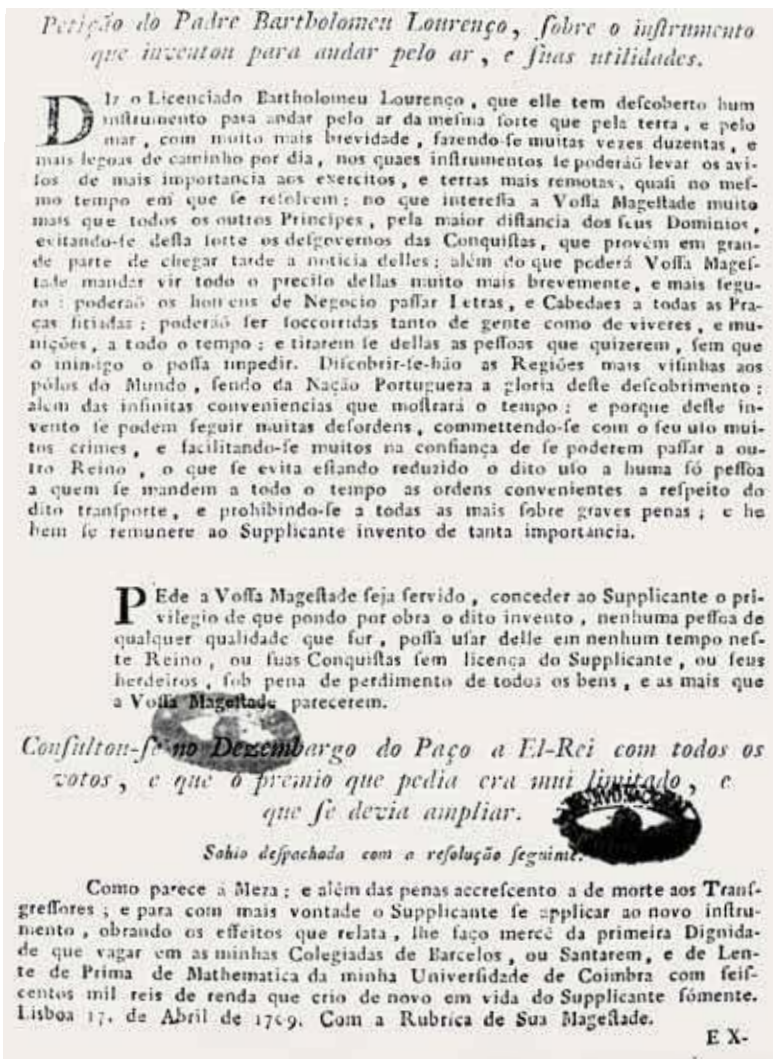 Petição do Padre Bartholomeu Lourenço, ſobre o inſtrumento
que inventou para andar pelo ar, e ſuas utilidades.
DIz o Licenciado Bartholomeu Lourenço, que elle tem deſcoberto hum
inſtrumento para andar pelo ar da meſma ſorte que pela terra, e pelo
mar, com muito mais brevidade, fazendo-ſe muitas vezes duzentas, e
mais legoas de caminho por dia, nos quaes inſtrumentos ſe poderáõ levar os avi-
ſos de mais importancia aos exercitos, e terras mais remotas, quaſi no meſ-
mo tempo em que ſe reſolvem: no que intereſſa a Voſſa Mageſtade muito
mais que todos os outros Principes, pela maior diſtancia dos ſeus Dominios,
evitando-ſe deſta ſorte os deſgovernos das Conquiſtas, que provém em gran-
de parte de chegar tarde a noticia delles; além do que poderá Voſſa Mageſ-
tade mandar vir todo o preciſo dellas muito mais brevemente, e mais ſegu-
ro: poderaõ os homens de Negocio paſſar Letras, e Cabedaes a todas as Pra-
ças ſitiadas; poderáõ ſer ſoccorridas tanto de gente como de viveres, e mu-
nições, a todo o tempo; e tirarem ſe dellas as peſſoas que quizerem, ſem que
o inimigo o poſſa impedir. Diſcobrir-ſe-hão as Regiões mais viſinhas aos
pólos do Mundo, ſendo da Nação Portugueza a gloria deſte deſcobrimento;
além das infinitas conveniencias que moſtrará o tempo; e porque deſte in-
vento ſe podem ſeguir muitas deſordens, commettendo-ſe com o ſeu uſo mui-
tos crimes, e facilitando-ſe muitos na confiança de ſe poderem paſſar a ou-
tro Reino, o que ſe evita eſtando reduzido o dito uſo a huma ſó peſſoa
a quem ſe mandem a todo o tempo as ordens convenientes a reſpeito do
dito tranſporte, e prohibindo-ſe a todas as mais ſobre graves penas; e he
bem ſe remunere ao Supplicante invento de tanta importancia.
PEde a Voſſa Mageſtade ſeja ſervido, conceder ao Supplicante o pri-
vilegio de que pondo por obra o dito invento, nenhuma peſſoa de
qualquer qualidade que for, poſſa uſar delle em nenhum tempo neſ-
te Reino, ou ſuas Conquiſtas ſem licença do Supplicante, ou ſeus
herdeiros, ſob pena de perdimento de todos os bens, e as mais que
a Voſſa Mageſtade parecerem.
Conſultou-ſe no Dezembargo do Paço a El-Rei com todos os
votos, e que o premio que pedia era mui limitado, e
que ſe devia ampliar.
Sahio deſpachada com a reſolução ſeguinte.
Como parece á Meza; e além das penas accreſcento a de morte aos Tranſ-
greſſores; e para com mais vontade o Supplicante ſe applicar ao novo inſtru-
mento, obrando os effeitos que relata, lhe faço mercê da primeira Dignida-
de que vagar em as minhas Colegiadas de Barcelos, ou Santarem, e de Len-
te de Prima de Mathematica da minha Univerſidade de Coimbra com ſeiſ-
centos mil reis de renda que crio de novo em vida do Supplicante ſómente.
Lisboa 17. de Abril de 1709. Com a Rubrica de Sua Mageſtade.
EX-